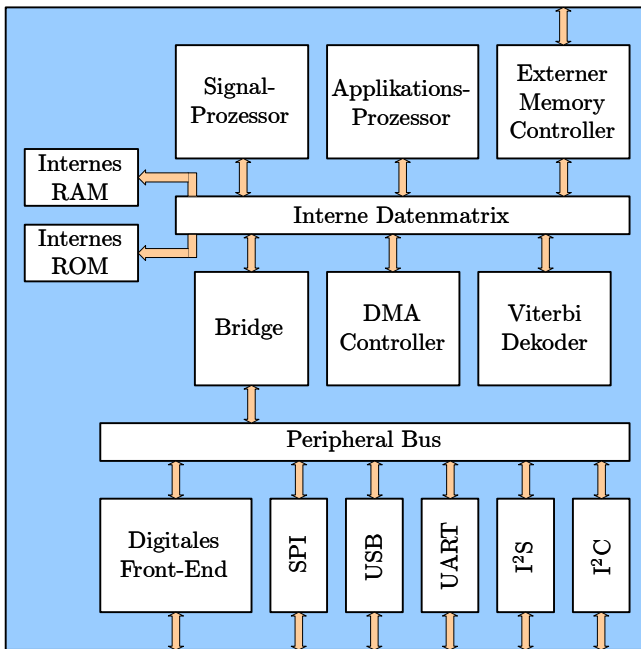 Signal-
Prozessor
Applikations-
Prozessor
Externer
Memory
Controller
Internes
RAM
Interne Datenmatrix
Internes
ROM
Bridge
DMA
Controller
Viterbi
Dekoder
Peripheral Bus
Digitales
Front-End
SPI
USB
UART
I²S
I²C